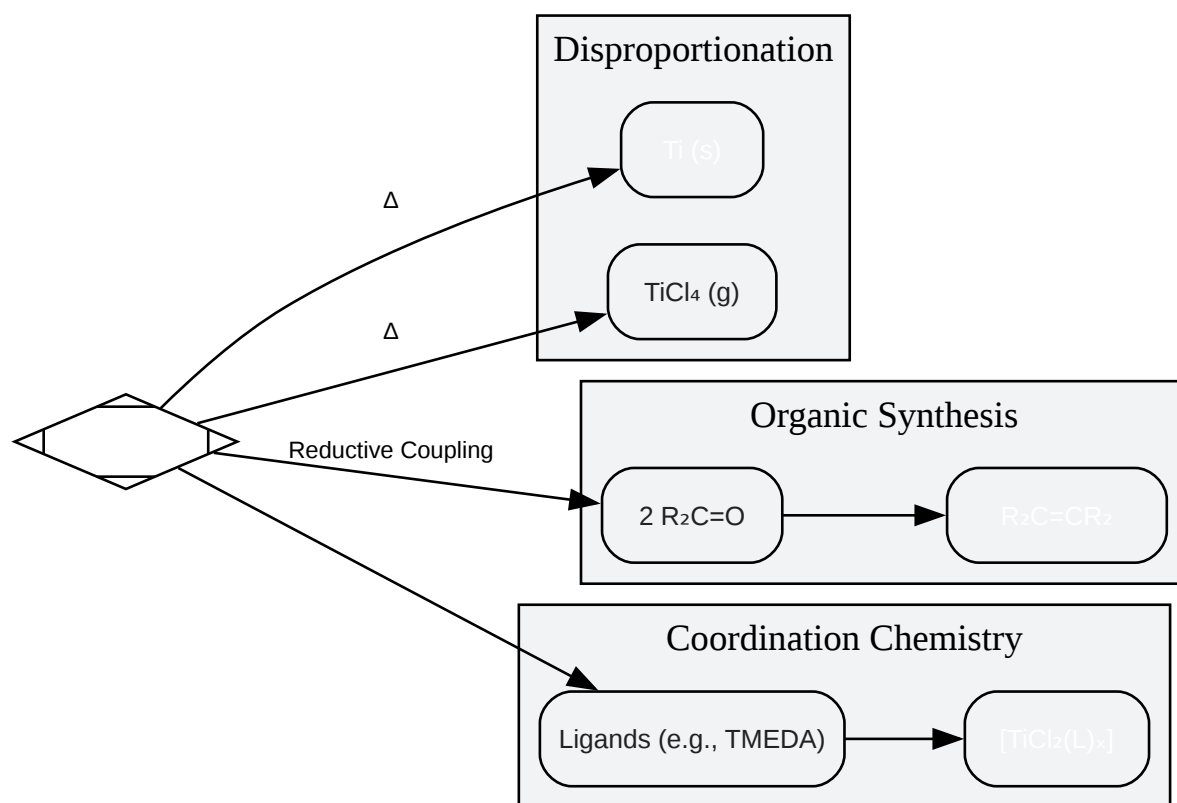 Disproportionation
Ti (s)
Δ
TiCl₄ (g)
Δ
Organic Synthesis
Reductive Coupling
2 R₂C=O
R₂C=CR₂
Coordination Chemistry
Ligands (e.g., TMEDA)
[TiCl₂(L)ₓ]